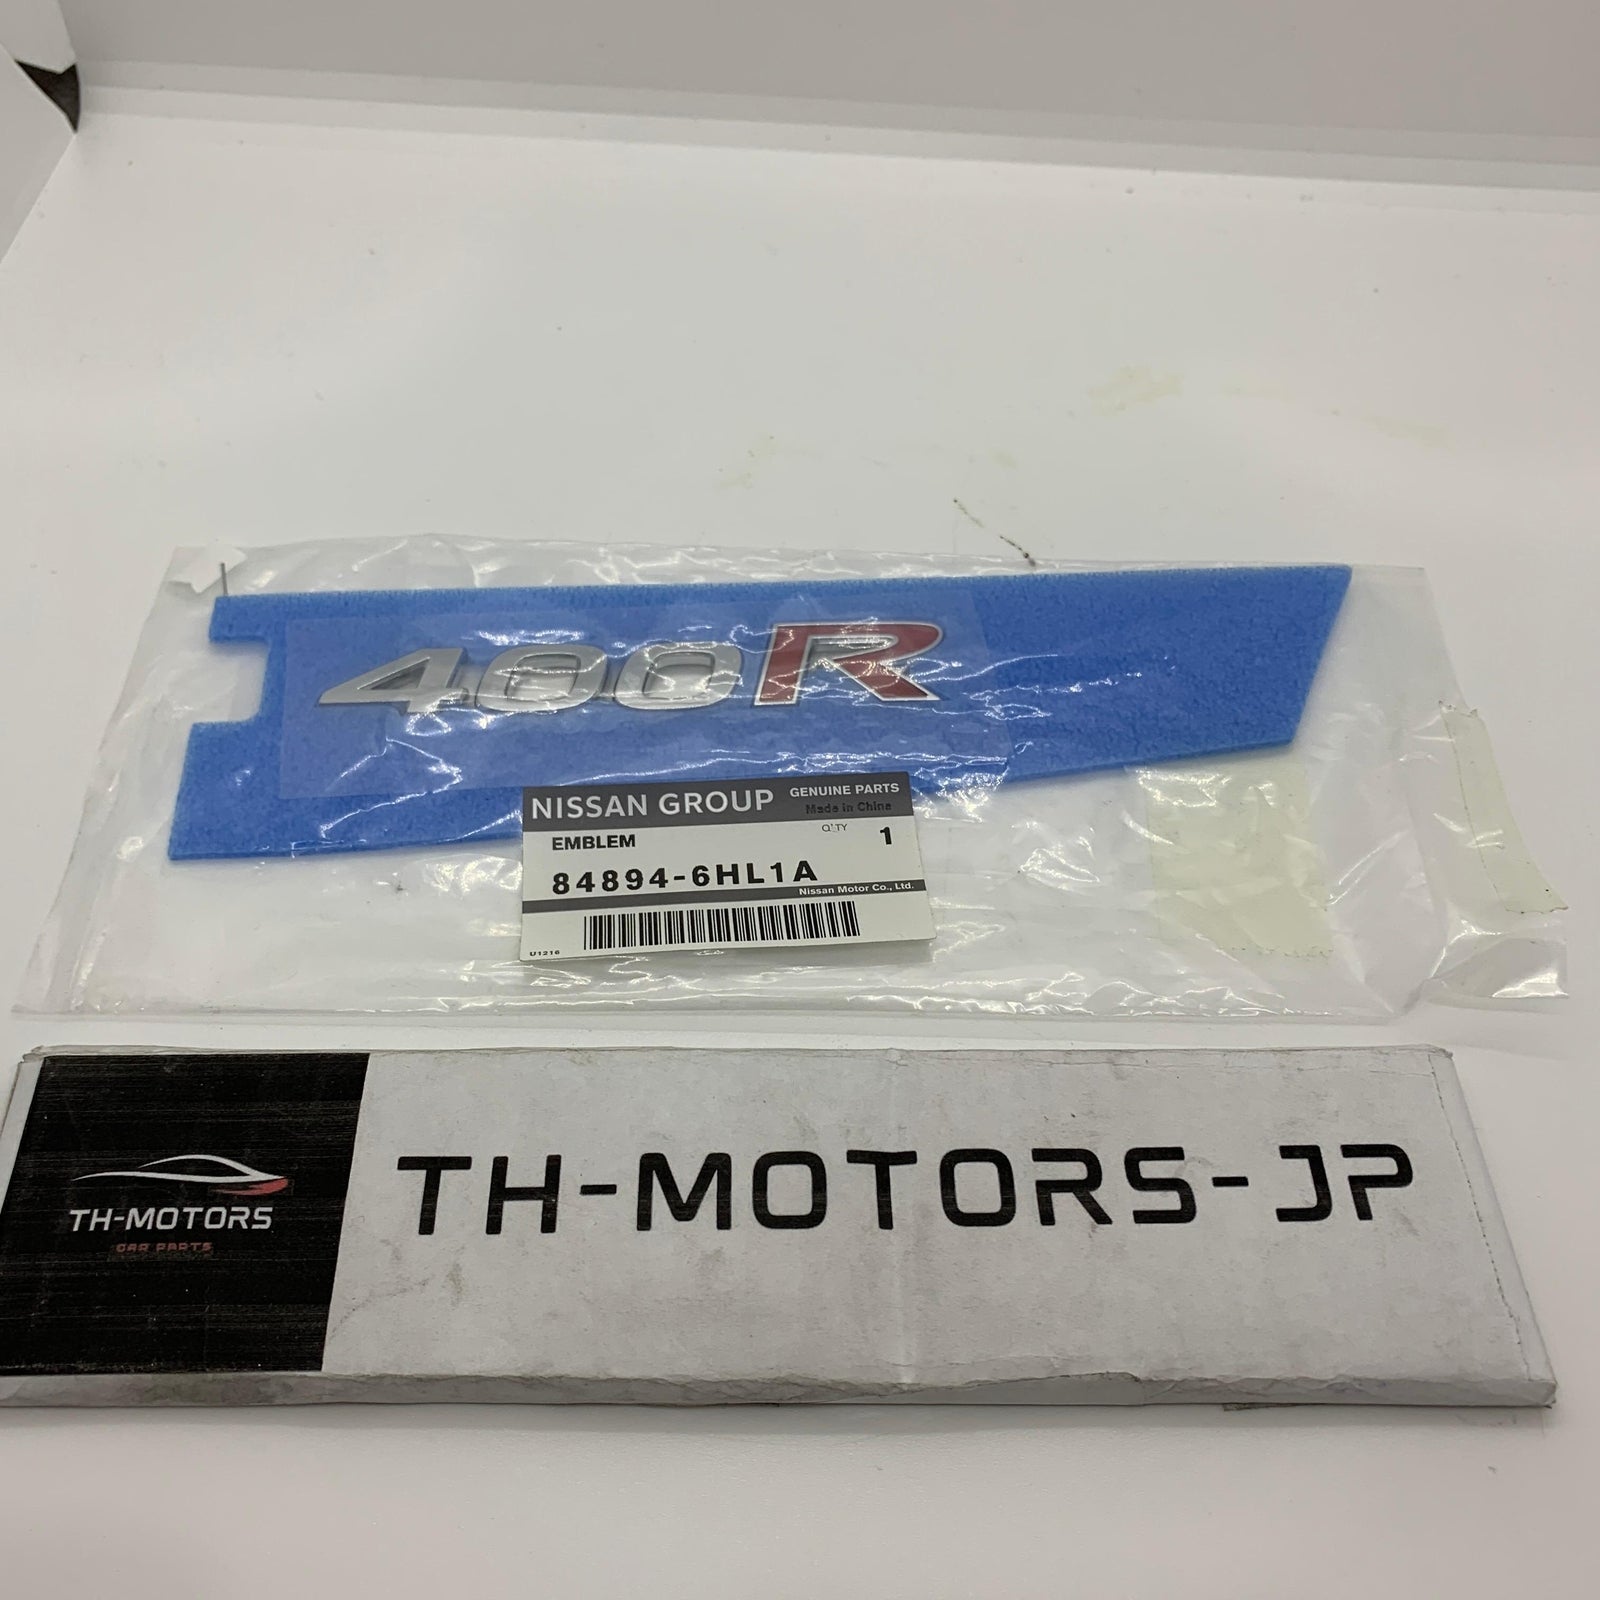 400R
NISSAN GROUP GENUINE PARTS
Made in China
EMBLEM Q'TY 1
84894-6HL1A
Nissan Motor Co., Ltd.
U1216
TH-MOTORS
CAR PARTS
TH-MOTORS-JP